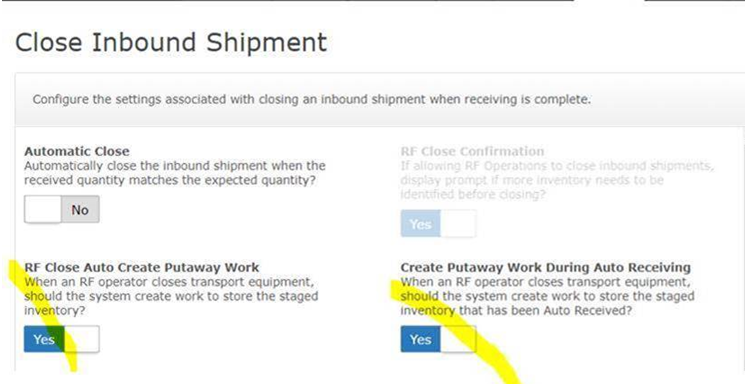 Close Inbound Shipment
Configure the settings associated with closing an inbound shipment when receiving is complete.
Automatic Close
Automatically close the inbound shipment when the
received quantity matches the expected quantity?
No
RF Close Confirmation
If allowing RF Operations to close inbound shipments,
display prompt if more inventory needs to be
identified before closing?
Yes
RF Close Auto Create Putaway Work
When an RF operator closes transport equipment,
should the system create work to store the staged
inventory?
Yes
Create Putaway Work During Auto Receiving
When an RF operator closes transport equipment,
should the system create work to store the staged
inventory that has been Auto Received?
Yes